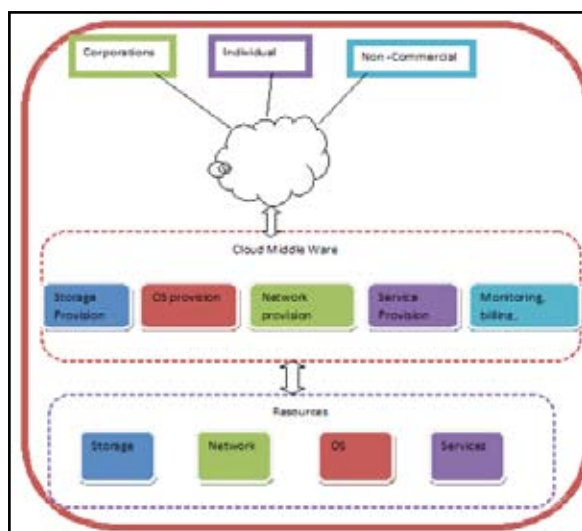 Corporations
Individual
Non -Commercial
Cloud Middle Ware
Storage
Provision
OS provision
Network
provision
Service
Provision
Monitoring,
billing..
Resources
Storage
Network
OS
Services